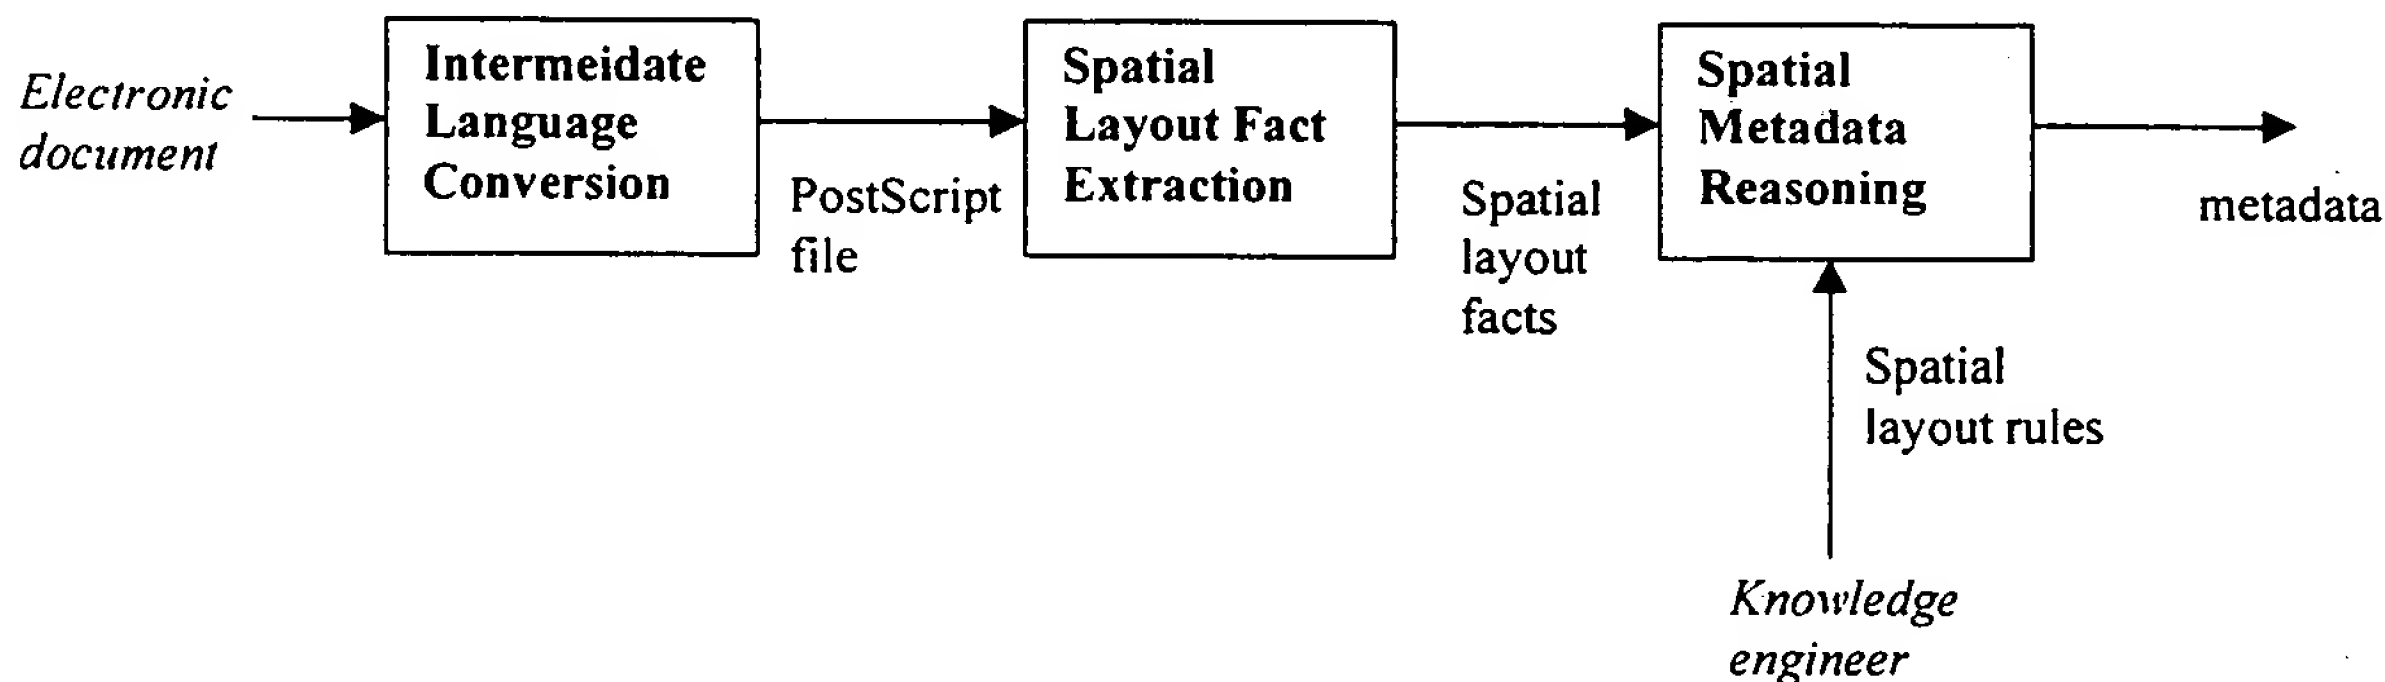 Electronic
document
Intermeidate
Language
Conversion
PostScript
file
Spatial
Layout Fact
Extraction
Spatial
layout
facts
Spatial
Metadata
Reasoning
metadata
Spatial
layout rules
Knowledge
engineer